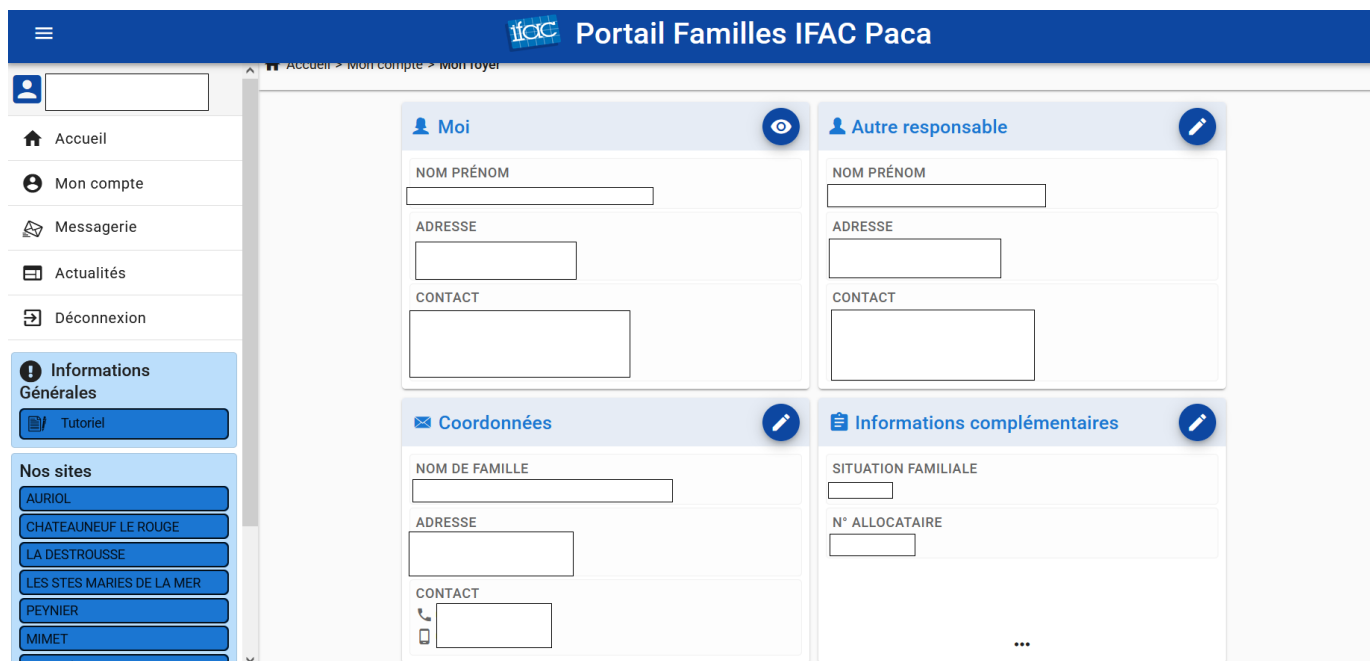 ifac Portail Familles IFAC Paca
Accueil > Mon compte > Mon foyer
Accueil
Mon compte
Messagerie
Actualités
Déconnexion
Informations
Générales
Tutoriel
Nos sites
AURIOL
CHATEAUNEUF LE ROUGE
LA DESTROUSSE
LES STES MARIES DE LA MER
PEYNIER
MIMET
Moi
NOM PRÉNOM
ADRESSE
CONTACT
Autre responsable
NOM PRÉNOM
ADRESSE
CONTACT
Coordonnées
NOM DE FAMILLE
ADRESSE
CONTACT
Informations complémentaires
SITUATION FAMILIALE
N° ALLOCATAIRE
...